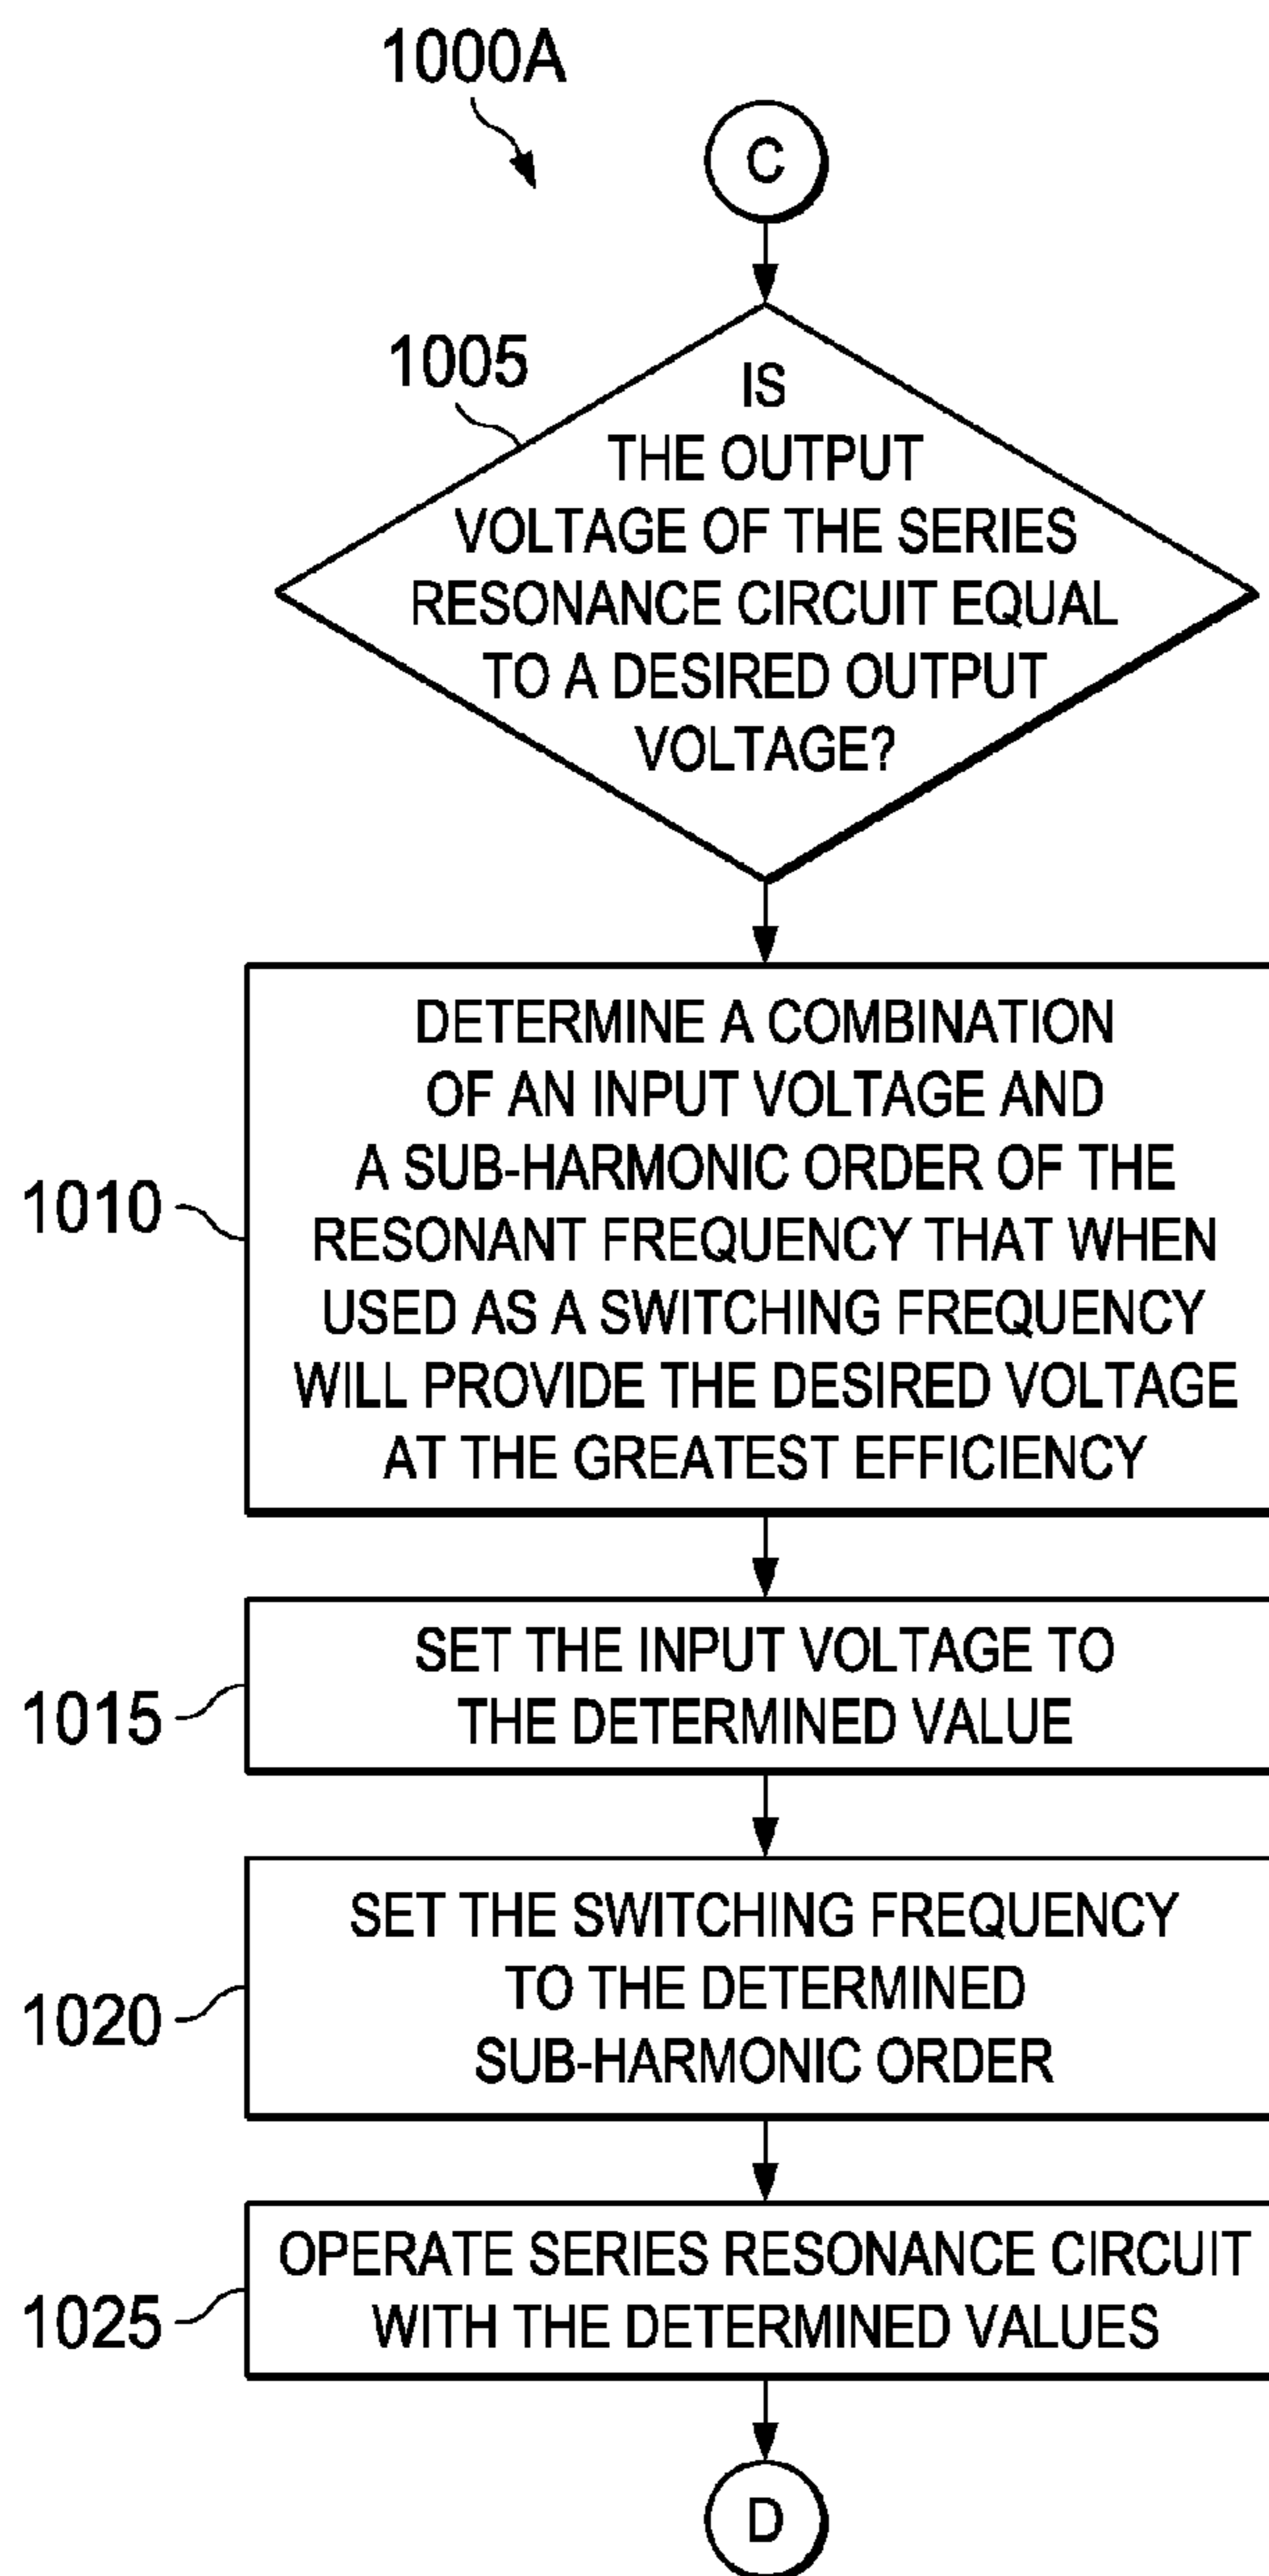 1000A
C
1005
IS
THE OUTPUT
VOLTAGE OF THE SERIES
RESONANCE CIRCUIT EQUAL
TO A DESIRED OUTPUT
VOLTAGE?
DETERMINE A COMBINATION
OF AN INPUT VOLTAGE AND
A SUB-HARMONIC ORDER OF THE
RESONANT FREQUENCY THAT WHEN
USED AS A SWITCHING FREQUENCY
WILL PROVIDE THE DESIRED VOLTAGE
AT THE GREATEST EFFICIENCY
1010
SET THE INPUT VOLTAGE TO
THE DETERMINED VALUE
1015
SET THE SWITCHING FREQUENCY
TO THE DETERMINED
SUB-HARMONIC ORDER
1020
OPERATE SERIES RESONANCE CIRCUIT
WITH THE DETERMINED VALUES
1025
D